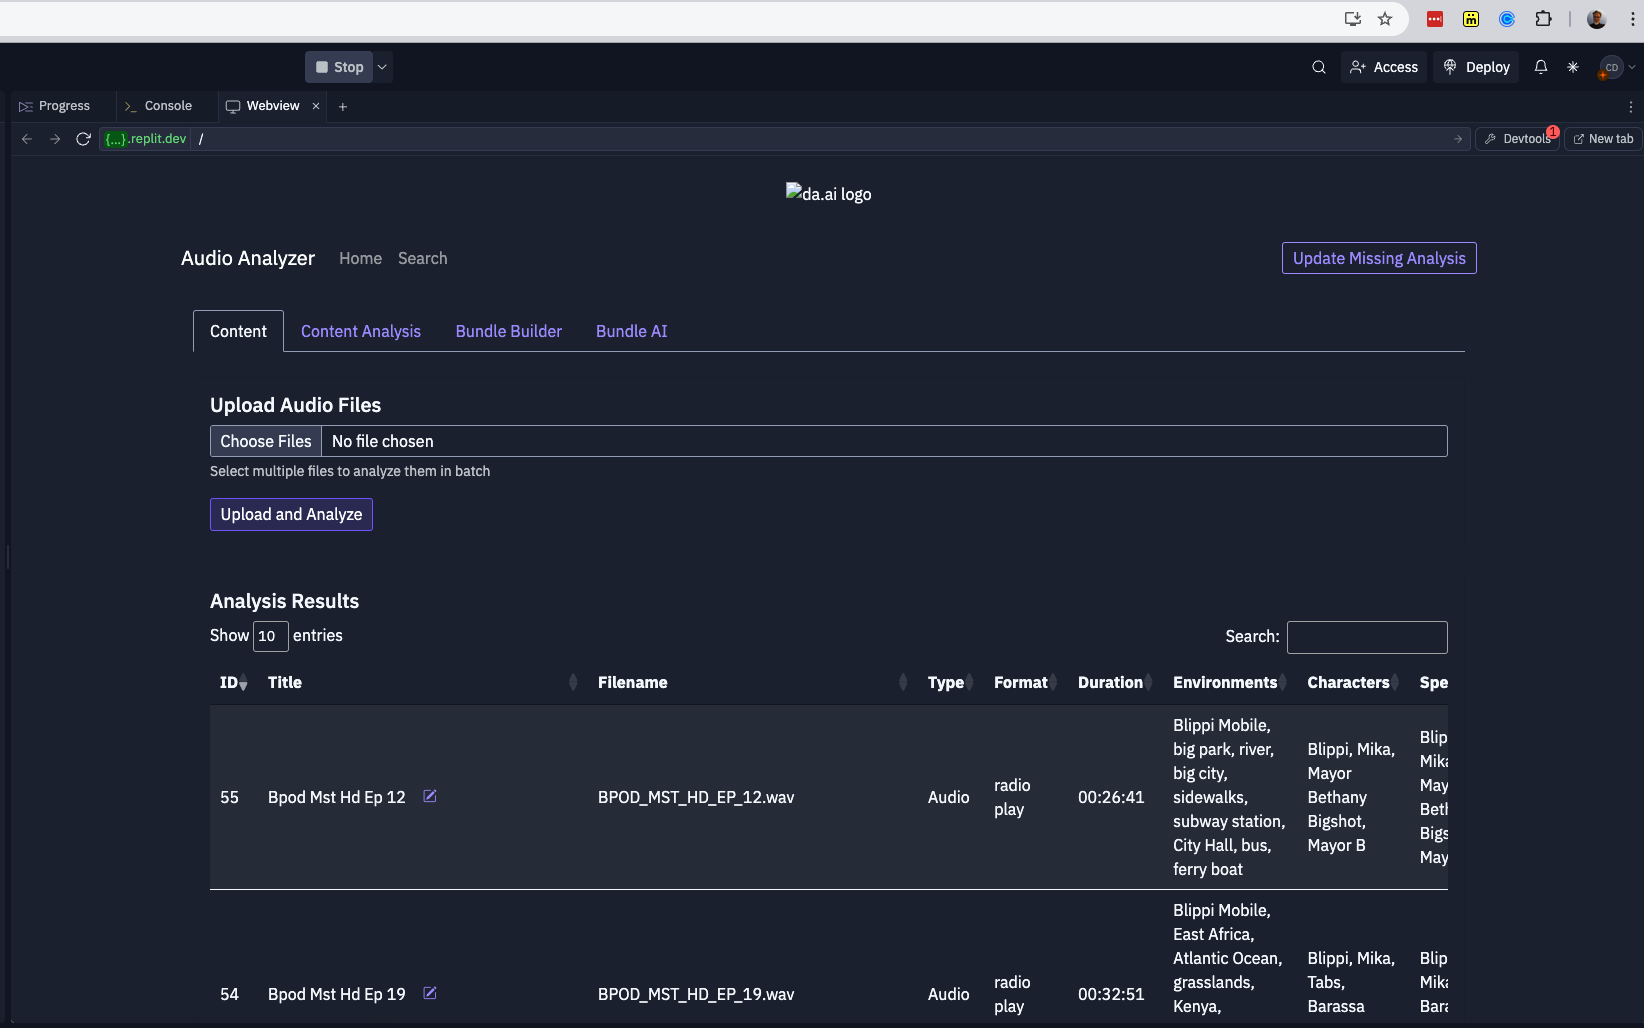 Stop
Access
Deploy
CD
Progress
Console
Webview
{...}.replit.dev /
Devtools 1
New tab
da.ai logo
Audio Analyzer Home Search
Update Missing Analysis
Content Content Analysis Bundle Builder Bundle AI
Upload Audio Files
Choose Files No file chosen
Select multiple files to analyze them in batch
Upload and Analyze
Analysis Results
Show 10 entries
Search:
ID Title Filename Type Format Duration Environments Characters Spe
55
Bpod Mst Hd Ep 12
BPOD_MST_HD_EP_12.wav
Audio
radio
play
00:26:41
Blippi Mobile,
big park, river,
big city,
sidewalks,
subway station,
City Hall, bus,
ferry boat
Blippi, Mika,
Mayor
Bethany
Bigshot,
Mayor B
Blip
Mika
May
Beth
Bigs
May
54
Bpod Mst Hd Ep 19
BPOD_MST_HD_EP_19.wav
Audio
radio
play
00:32:51
Blippi Mobile,
East Africa,
Atlantic Ocean,
grasslands,
Kenya,
Blippi, Mika,
Tabs,
Barassa
Blip
Mika
Bara